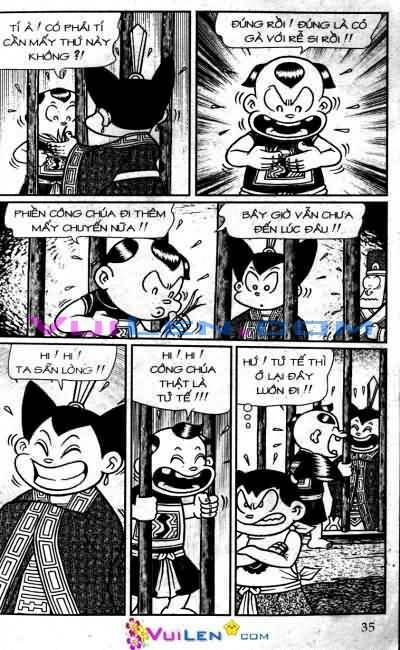 TÍ À! CÓ PHẢI TÍ
CẦN MẤY THỨ NÀY
KHÔNG?!
ĐÚNG RỒI! ĐÚNG LÀ CÓ
GÀ VỚI RỄ SI RỒI!!
PHIỀN CÔNG CHÚA ĐI THÊM
MẤY CHUYẾN NỮA!!
BÂY GIỜ VẪN CHƯA
ĐẾN LÚC ĐÂU!!
VUILEN.COM
HI! HI!
TA SẴN LÒNG!!
HI! HI!
CÔNG CHÚA
THẬT LÀ
TỬ TẾ!!!
HỨ! TỬ TẾ THÌ
Ở LẠI ĐÂY
LUÔN ĐI!
35
VUILEN.COM